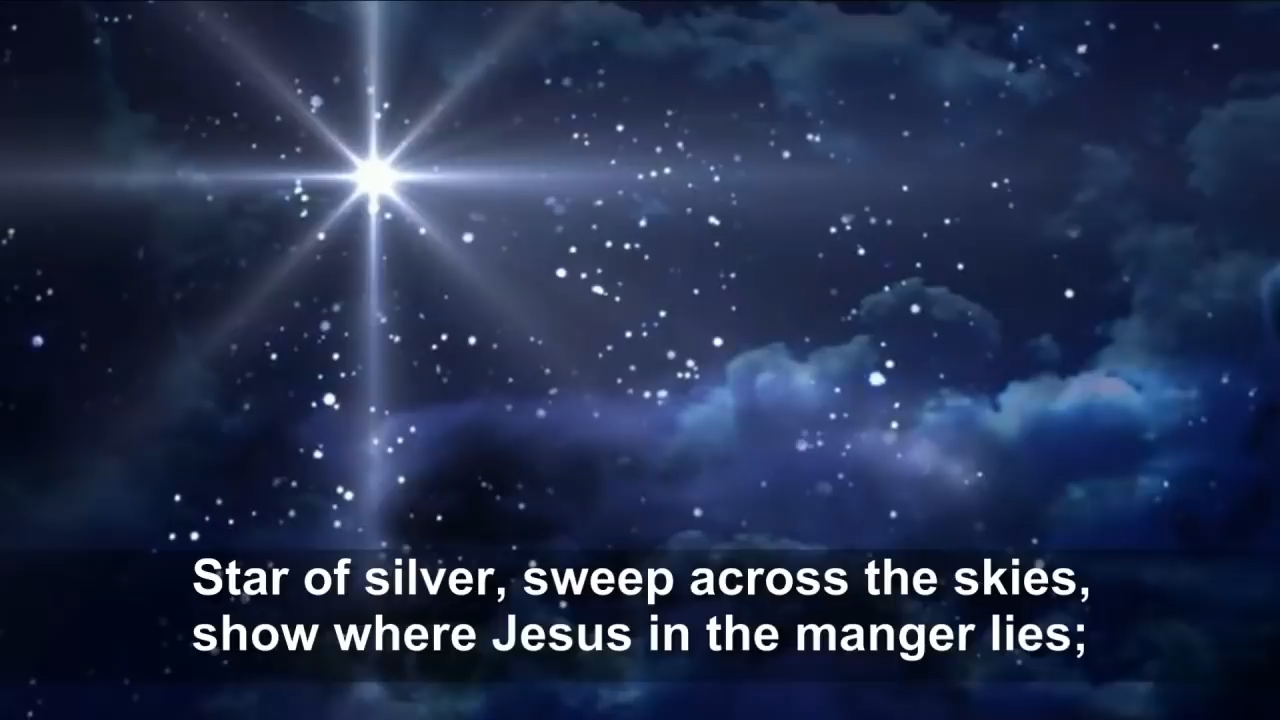 Star of silver, sweep across the skies,
show where Jesus in the manger lies;